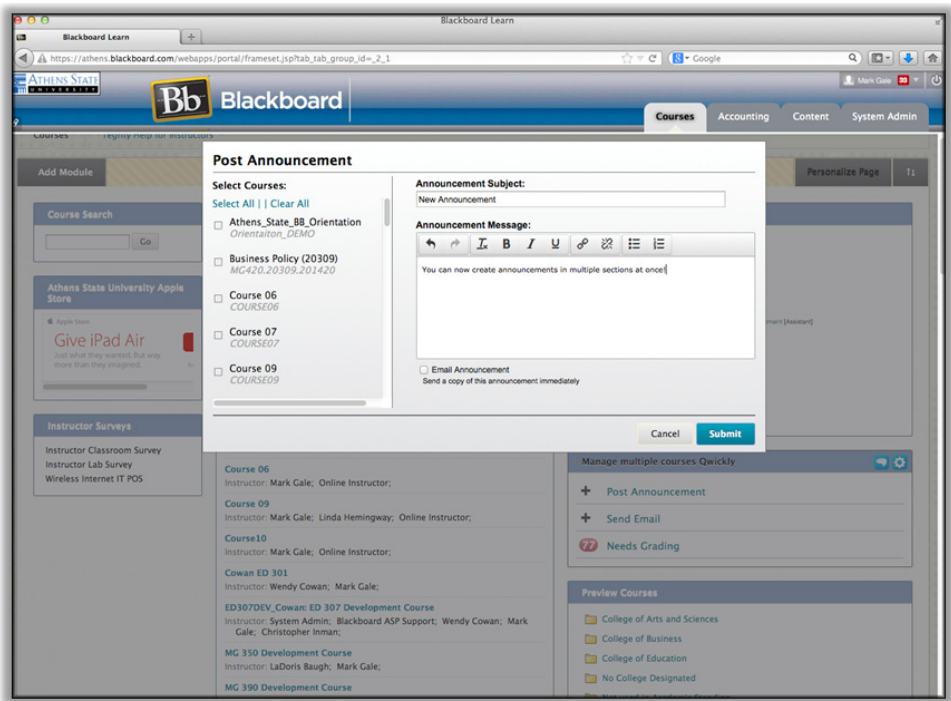 Blackboard Learn
Blackboard Learn
https://athens.blackboard.com/webapps/portal/frameset.jsp?tab_tab_group_id=_2_1
Google
ATHENS STATE
UNIVERSITY
Mark Gale
Bb Blackboard
Courses Accounting Content System Admin
Courses Tegrity Help for Instructors
Add Module
Personalize Page
Course Search
Go
Athens State University Apple
Store
Apple Store
Give iPad Air
Just what they wanted. But way
more than they imagined.
Instructor Surveys
Instructor Classroom Survey
Instructor Lab Survey
Wireless Internet IT POS
Post Announcement
Select Courses:
Select All | | Clear All
Athens_State_BB_Orientation
Orientaiton_DEMO
Business Policy (20309)
MG420.20309.201420
Course 06
COURSE06
Course 07
COURSE07
Course 09
COURSE09
Announcement Subject:
New Announcement
Announcement Message:
B I U
You can now create announcements in multiple sections at once!
Email Announcement
Send a copy of this announcement immediately
Cancel Submit
[Assistant]
Course 06
Instructor: Mark Gale; Online Instructor;
Course 09
Instructor: Mark Gale; Linda Hemingway; Online Instructor;
Course10
Instructor: Mark Gale; Online Instructor;
Cowan ED 301
Instructor: Wendy Cowan; Mark Gale;
ED307DEV_Cowan: ED 307 Development Course
Instructor: System Admin; Blackboard ASP Support; Wendy Cowan; Mark
Gale; Christopher Inman;
MG 350 Development Course
Instructor: LaDoris Baugh; Mark Gale;
MG 390 Development Course
Manage multiple courses Qwickly
Post Announcement
Send Email
77 Needs Grading
Preview Courses
College of Arts and Sciences
College of Business
College of Education
No College Designated